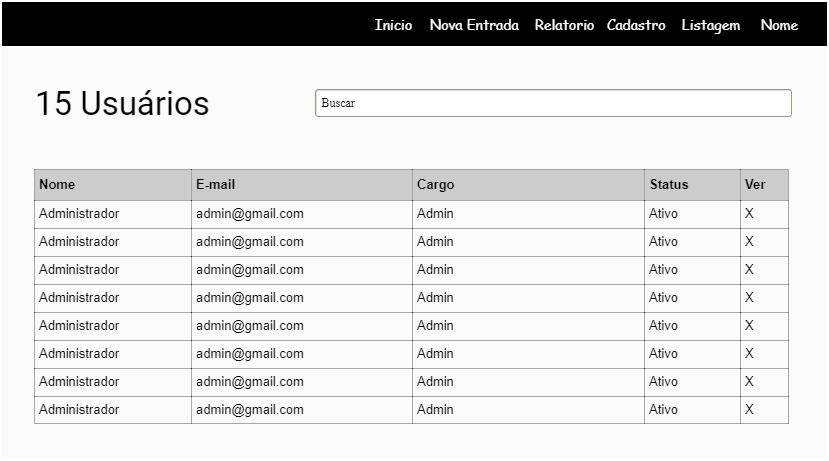 Inicio Nova Entrada Relatorio Cadastro Listagem Nome
15 Usuários Buscar
Nome E-mail Cargo Status Ver
Administrador admin@gmail.com Admin Ativo X
Administrador admin@gmail.com Admin Ativo X
Administrador admin@gmail.com Admin Ativo X
Administrador admin@gmail.com Admin Ativo X
Administrador admin@gmail.com Admin Ativo X
Administrador admin@gmail.com Admin Ativo X
Administrador admin@gmail.com Admin Ativo X
Administrador admin@gmail.com Admin Ativo X